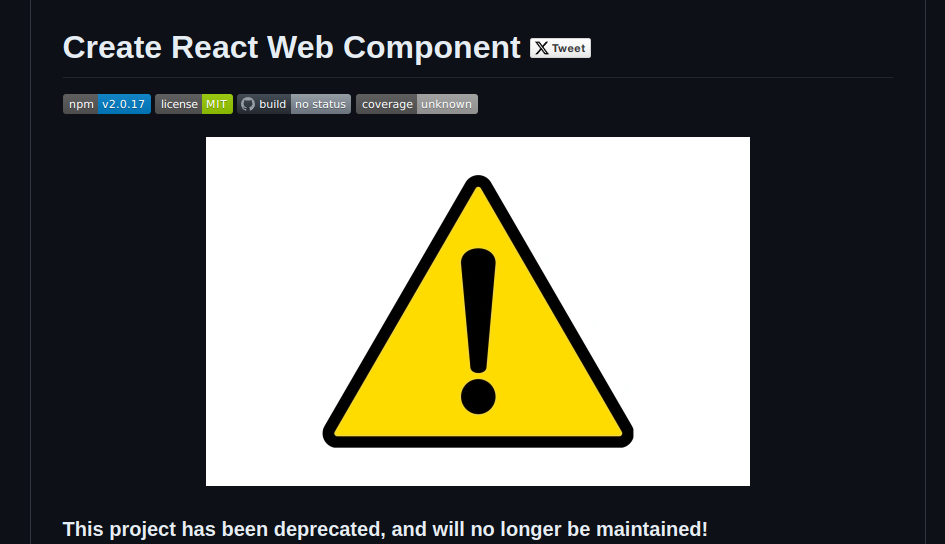 Create React Web Component Tweet
npm v2.0.17 license MIT build no status coverage unknown
This project has been deprecated, and will no longer be maintained!